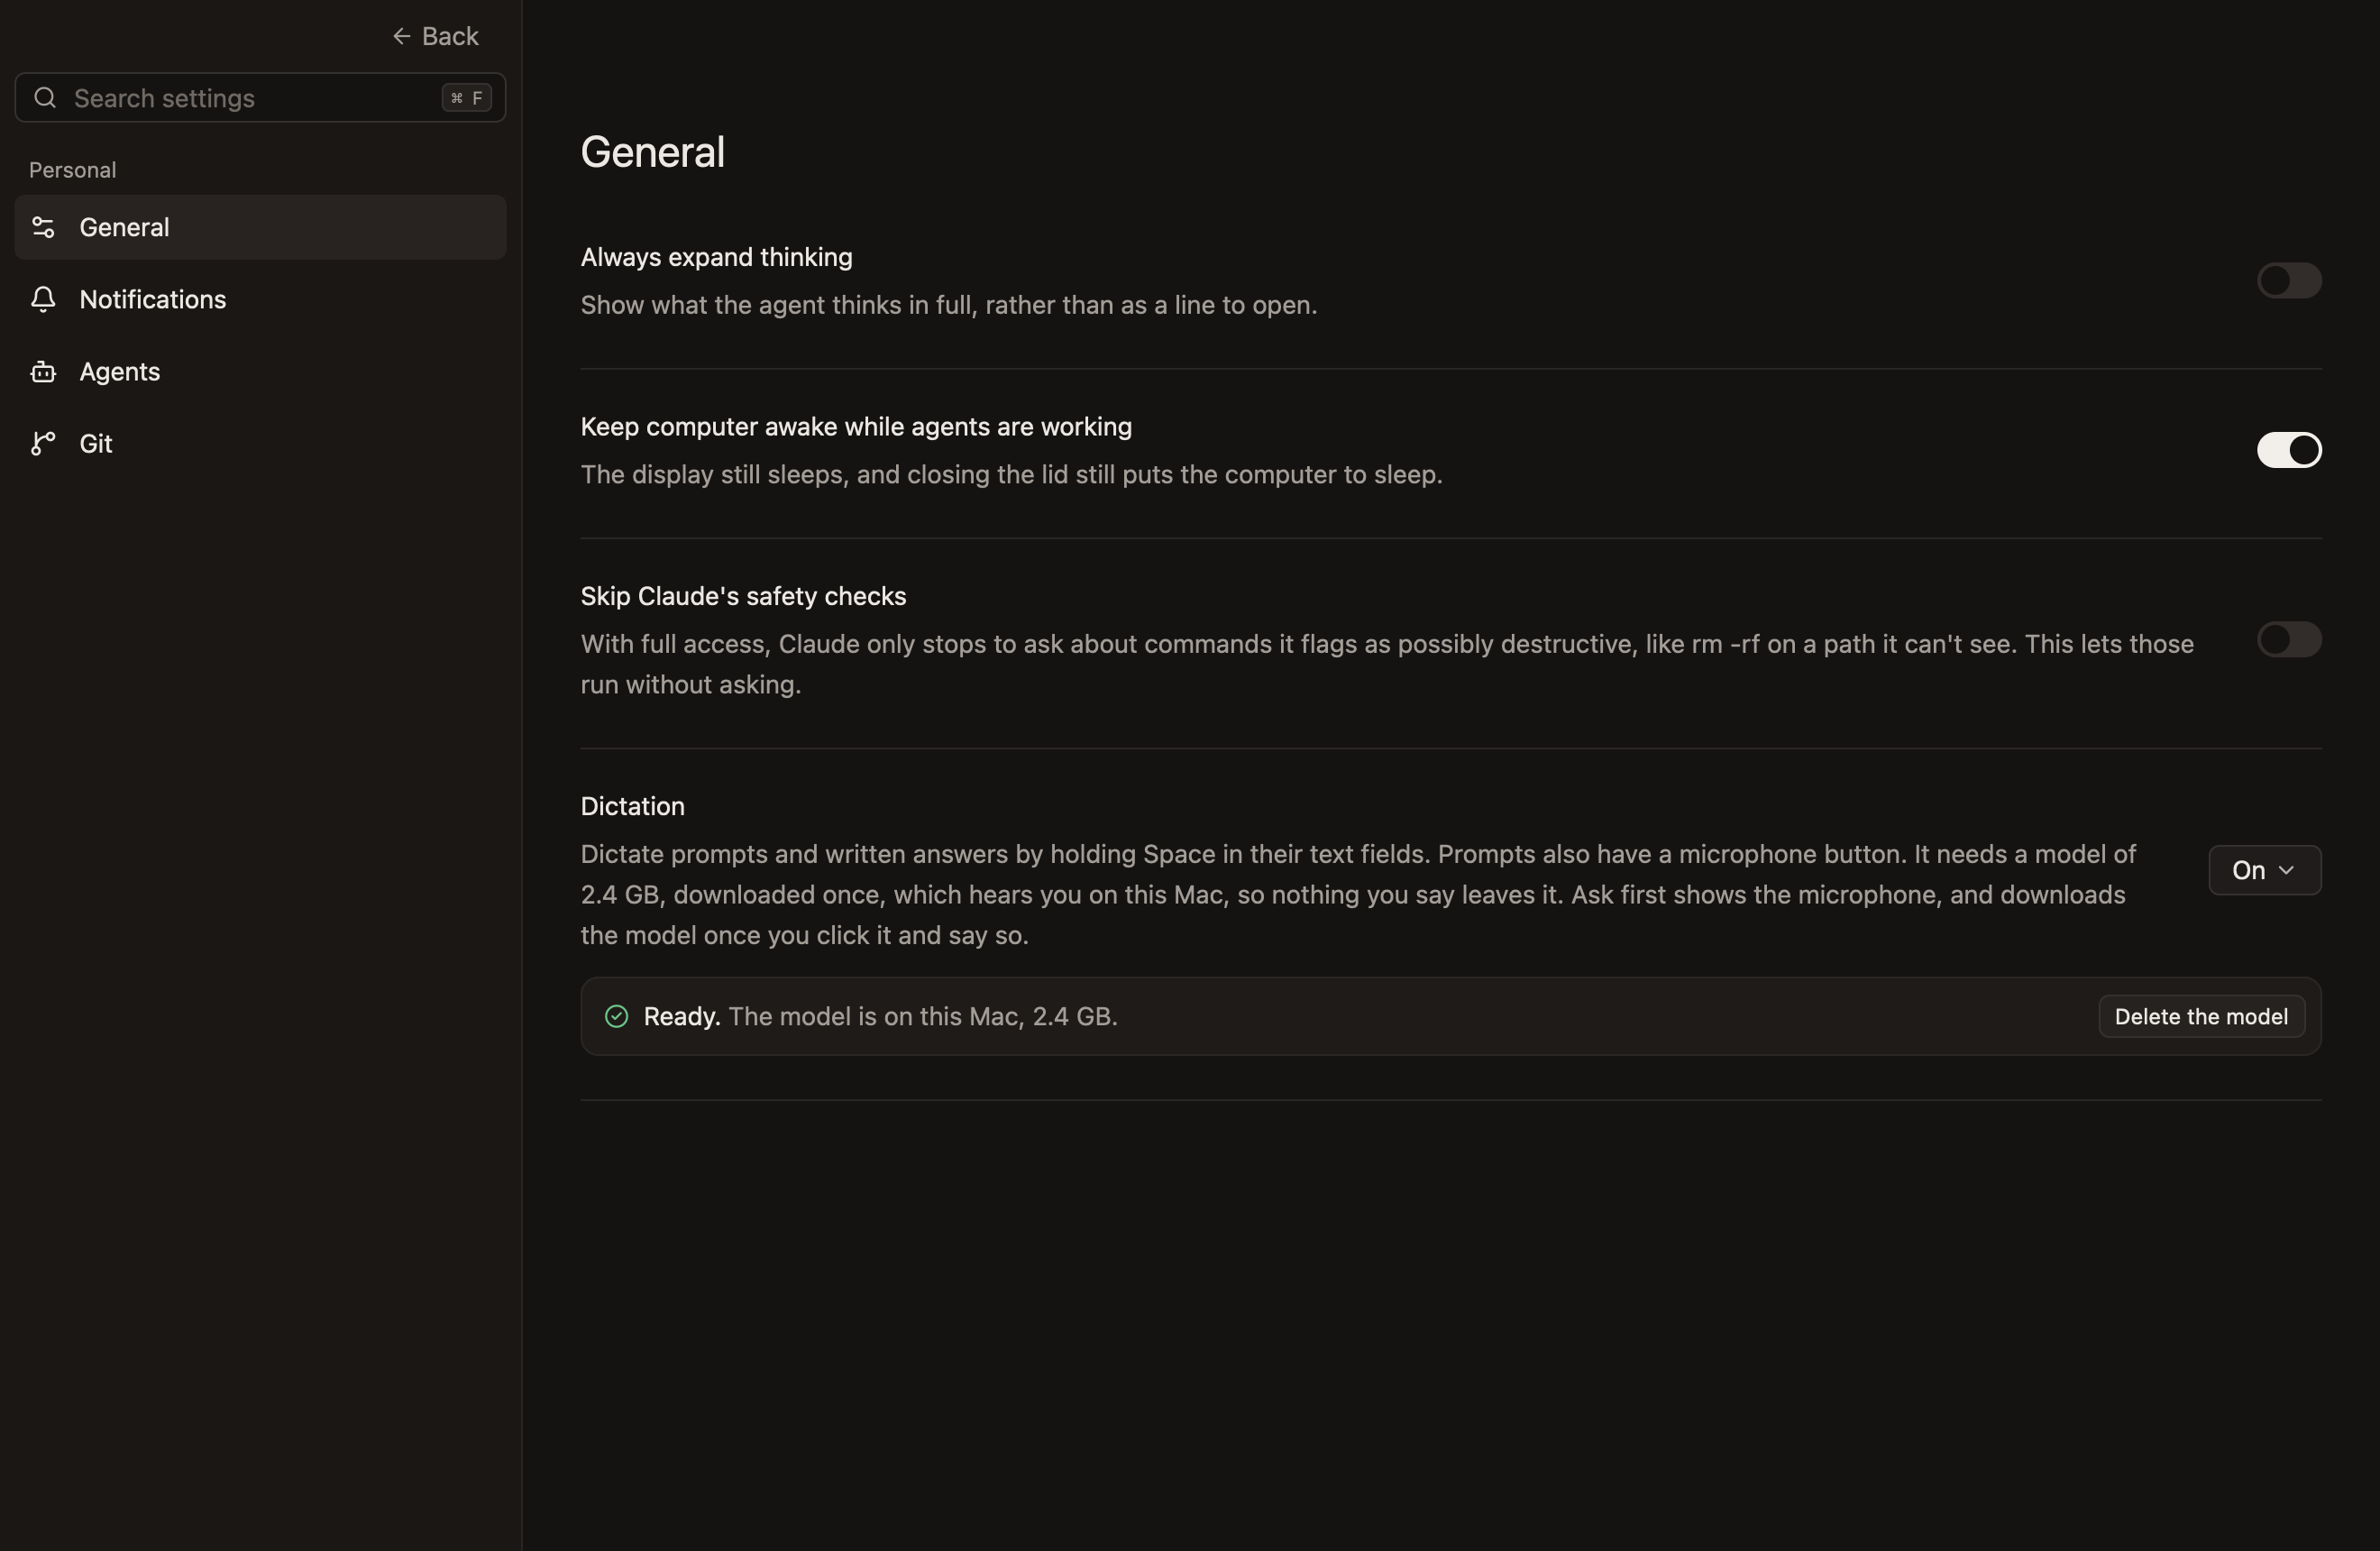 Back
Search settings
⌘ F
Personal
General
Notifications
Agents
Git
General
Always expand thinking
Show what the agent thinks in full, rather than as a line to open.
Keep computer awake while agents are working
The display still sleeps, and closing the lid still puts the computer to sleep.
Skip Claude's safety checks
With full access, Claude only stops to ask about commands it flags as possibly destructive, like rm -rf on a path it can't see. This lets those
run without asking.
Dictation
Dictate prompts and written answers by holding Space in their text fields. Prompts also have a microphone button. It needs a model of
2.4 GB, downloaded once, which hears you on this Mac, so nothing you say leaves it. Ask first shows the microphone, and downloads
the model once you click it and say so.
On
Ready. The model is on this Mac, 2.4 GB.
Delete the model